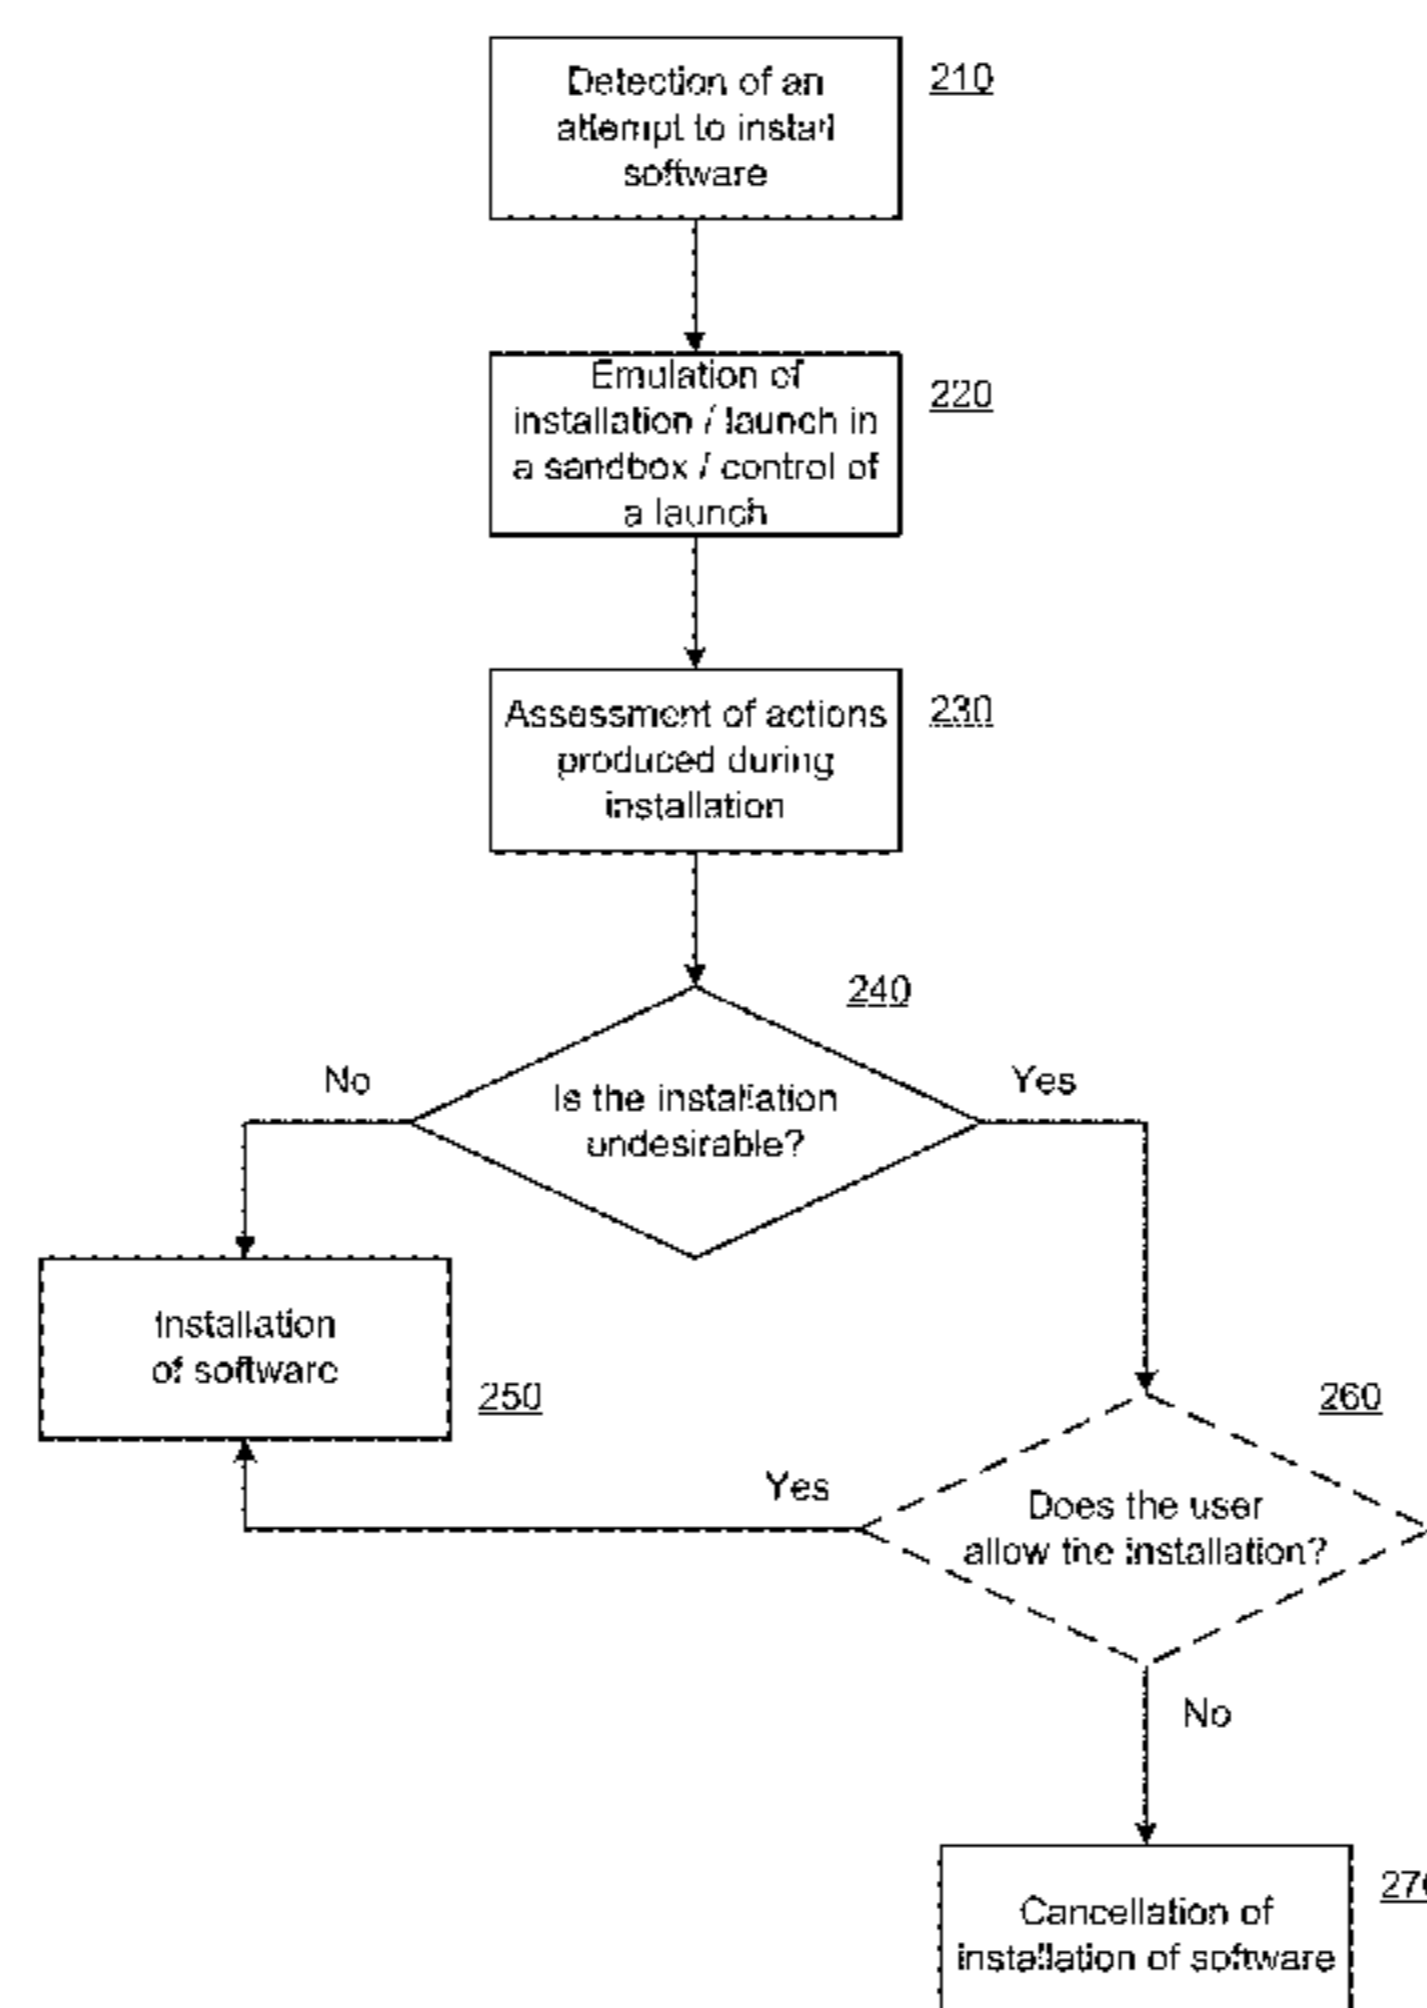 Detection of an
attempt to install
software
210
Emulation of
installation / launch in
a sandbox / control of
a launch
220
Assessment of actions
produced during
installation
230
240
No
Is the installation
undesirable?
Yes
Installation
of software
250
260
Yes
Does the user
allow the installation?
No
Cancellation of
installation of software